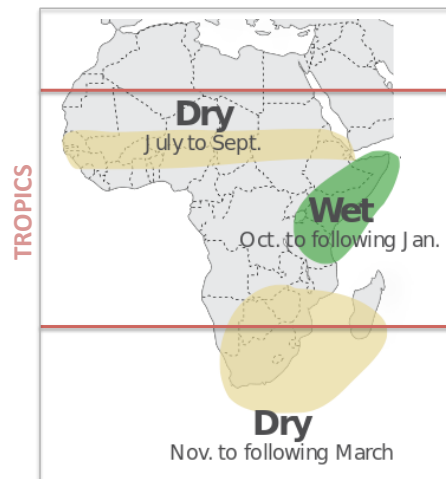 Dry
July to Sept.
TROPICS
Wet
Oct. to following Jan.
Dry
Nov. to following March